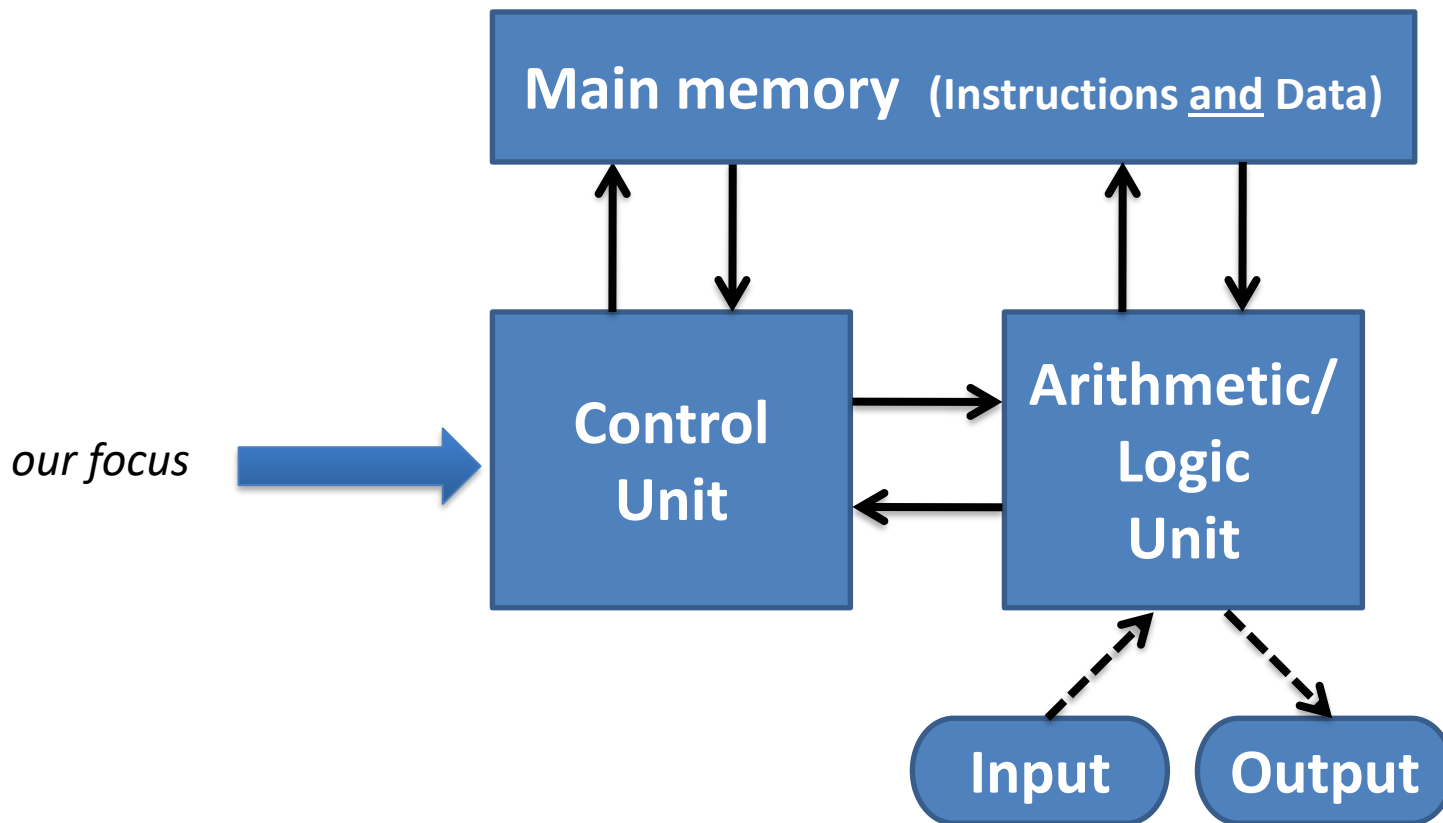 Main memory (Instructions and Data)
our focus
Control
Unit
Arithmetic/
Logic
Unit
Input
Output